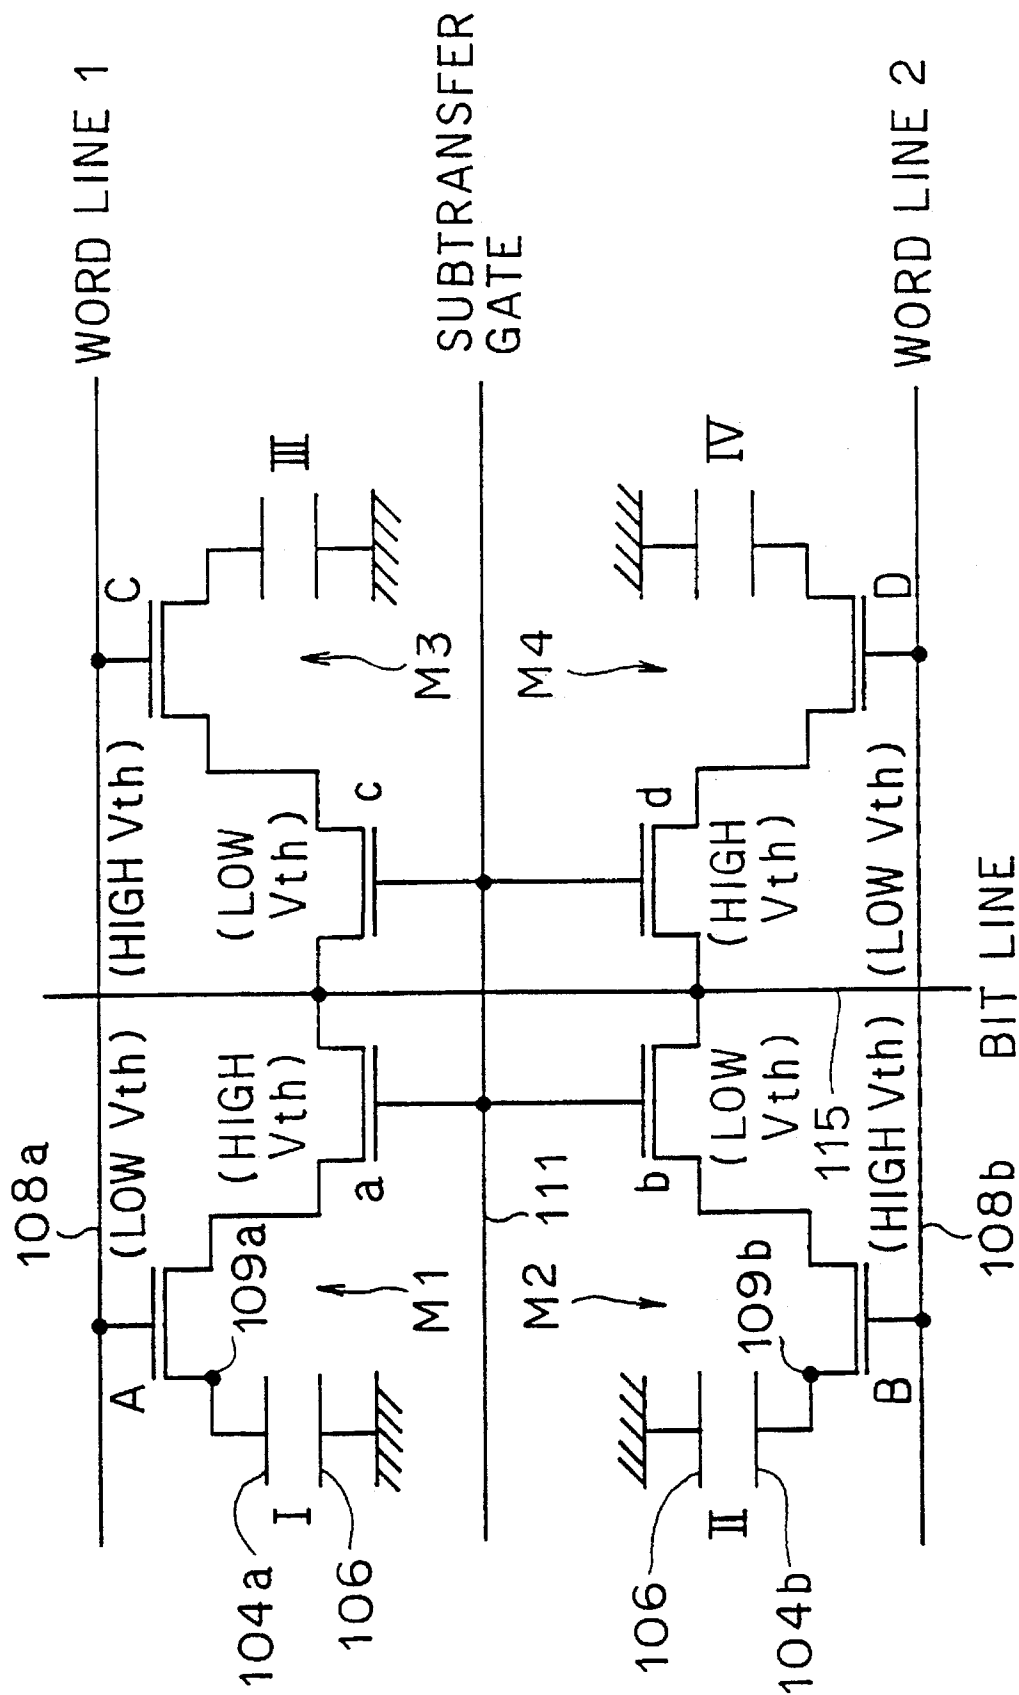 108a
WORD LINE 1
A
(LOW Vth)
(HIGH Vth)
C
109a
(HIGH
Vth)
(LOW
Vth)
104a
I
III
106
a
c
M1
M3
111
SUBTRANSFER
GATE
M2
M4
106
b
d
II
IV
109b
(LOW
Vth)
(HIGH
Vth)
104b
115
B
(HIGH Vth)
(LOW Vth)
D
WORD LINE 2
108b
BIT LINE